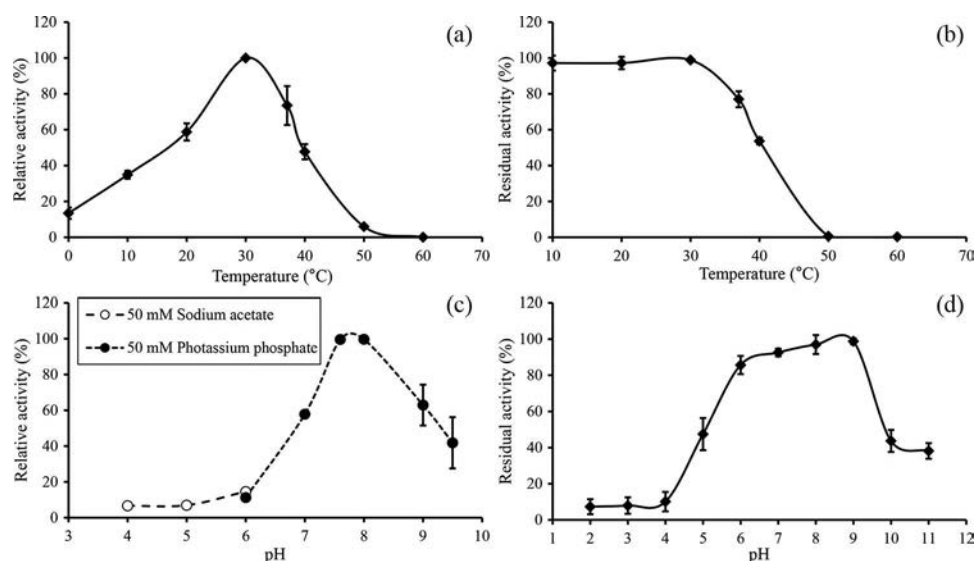 (a)
Relative activity (%)
120
100
80
60
40
20
0
0 10 20 30 40 50 60 70
Temperature (°C)
(b)
Residual activity (%)
120
100
80
60
40
20
0
10 20 30 40 50 60 70
Temperature (°C)
(c)
Relative activity (%)
120
100
80
60
40
20
0
50 mM Sodium acetate
50 mM Photassium phosphate
3 4 5 6 7 8 9 10
pH
(d)
Residual activity (%)
120
100
80
60
40
20
0
1 2 3 4 5 6 7 8 9 10 11 12
pH